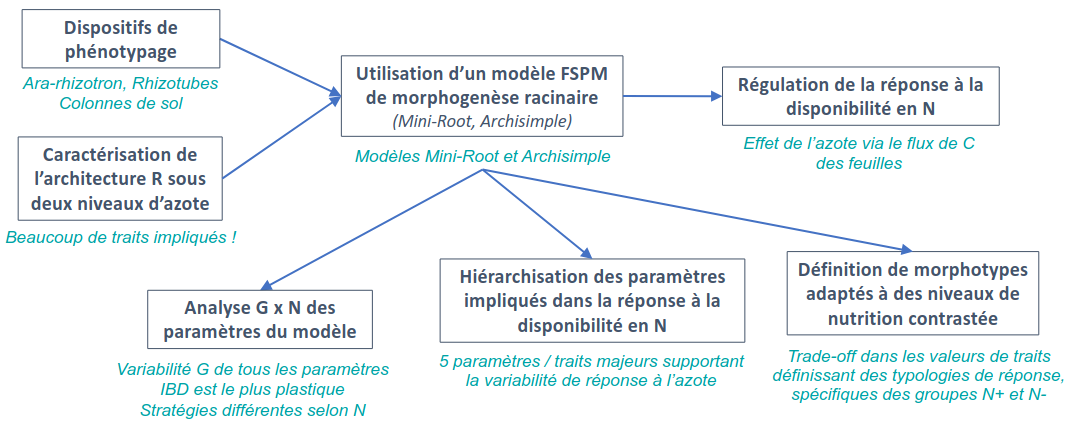 Dispositifs de
phénotypage
Ara-rhizotron, Rhizotubes
Colonnes de sol
Caractérisation de
l'architecture R sous
deux niveaux d'azote
Beaucoup de traits impliqués !
Utilisation d'un modèle FSPM
de morphogenèse racinaire
(Mini-Root, Archisimple)
Modèles Mini-Root et Archisimple
Régulation de la réponse à la
disponibilité en N
Effet de l'azote via le flux de C
des feuilles
Analyse G x N des
paramètres du modèle
Variabilité G de tous les paramètres
IBD est le plus plastique
Stratégies différentes selon N
Hiérarchisation des paramètres
impliqués dans la réponse à la
disponibilité en N
5 paramètres / traits majeurs supportant
la variabilité de réponse à l'azote
Définition de morphotypes
adaptés à des niveaux de
nutrition contrastée
Trade-off dans les valeurs de traits
définissant des typologies de réponse,
spécifiques des groupes N+ et N-